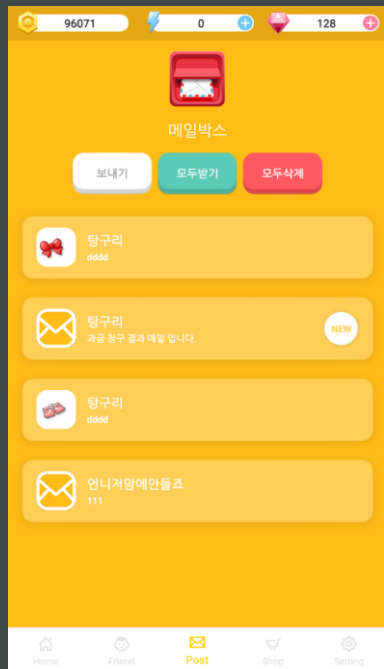 96071
0
128
메일박스
보내기
모두받기
모두삭제
탕구리
dddd
탕구리
과금 청구 결과 메일 입니다.
NEW
탕구리
dddd
언니저맘에안들죠
111
Home
Friend
Post
Shop
Setting